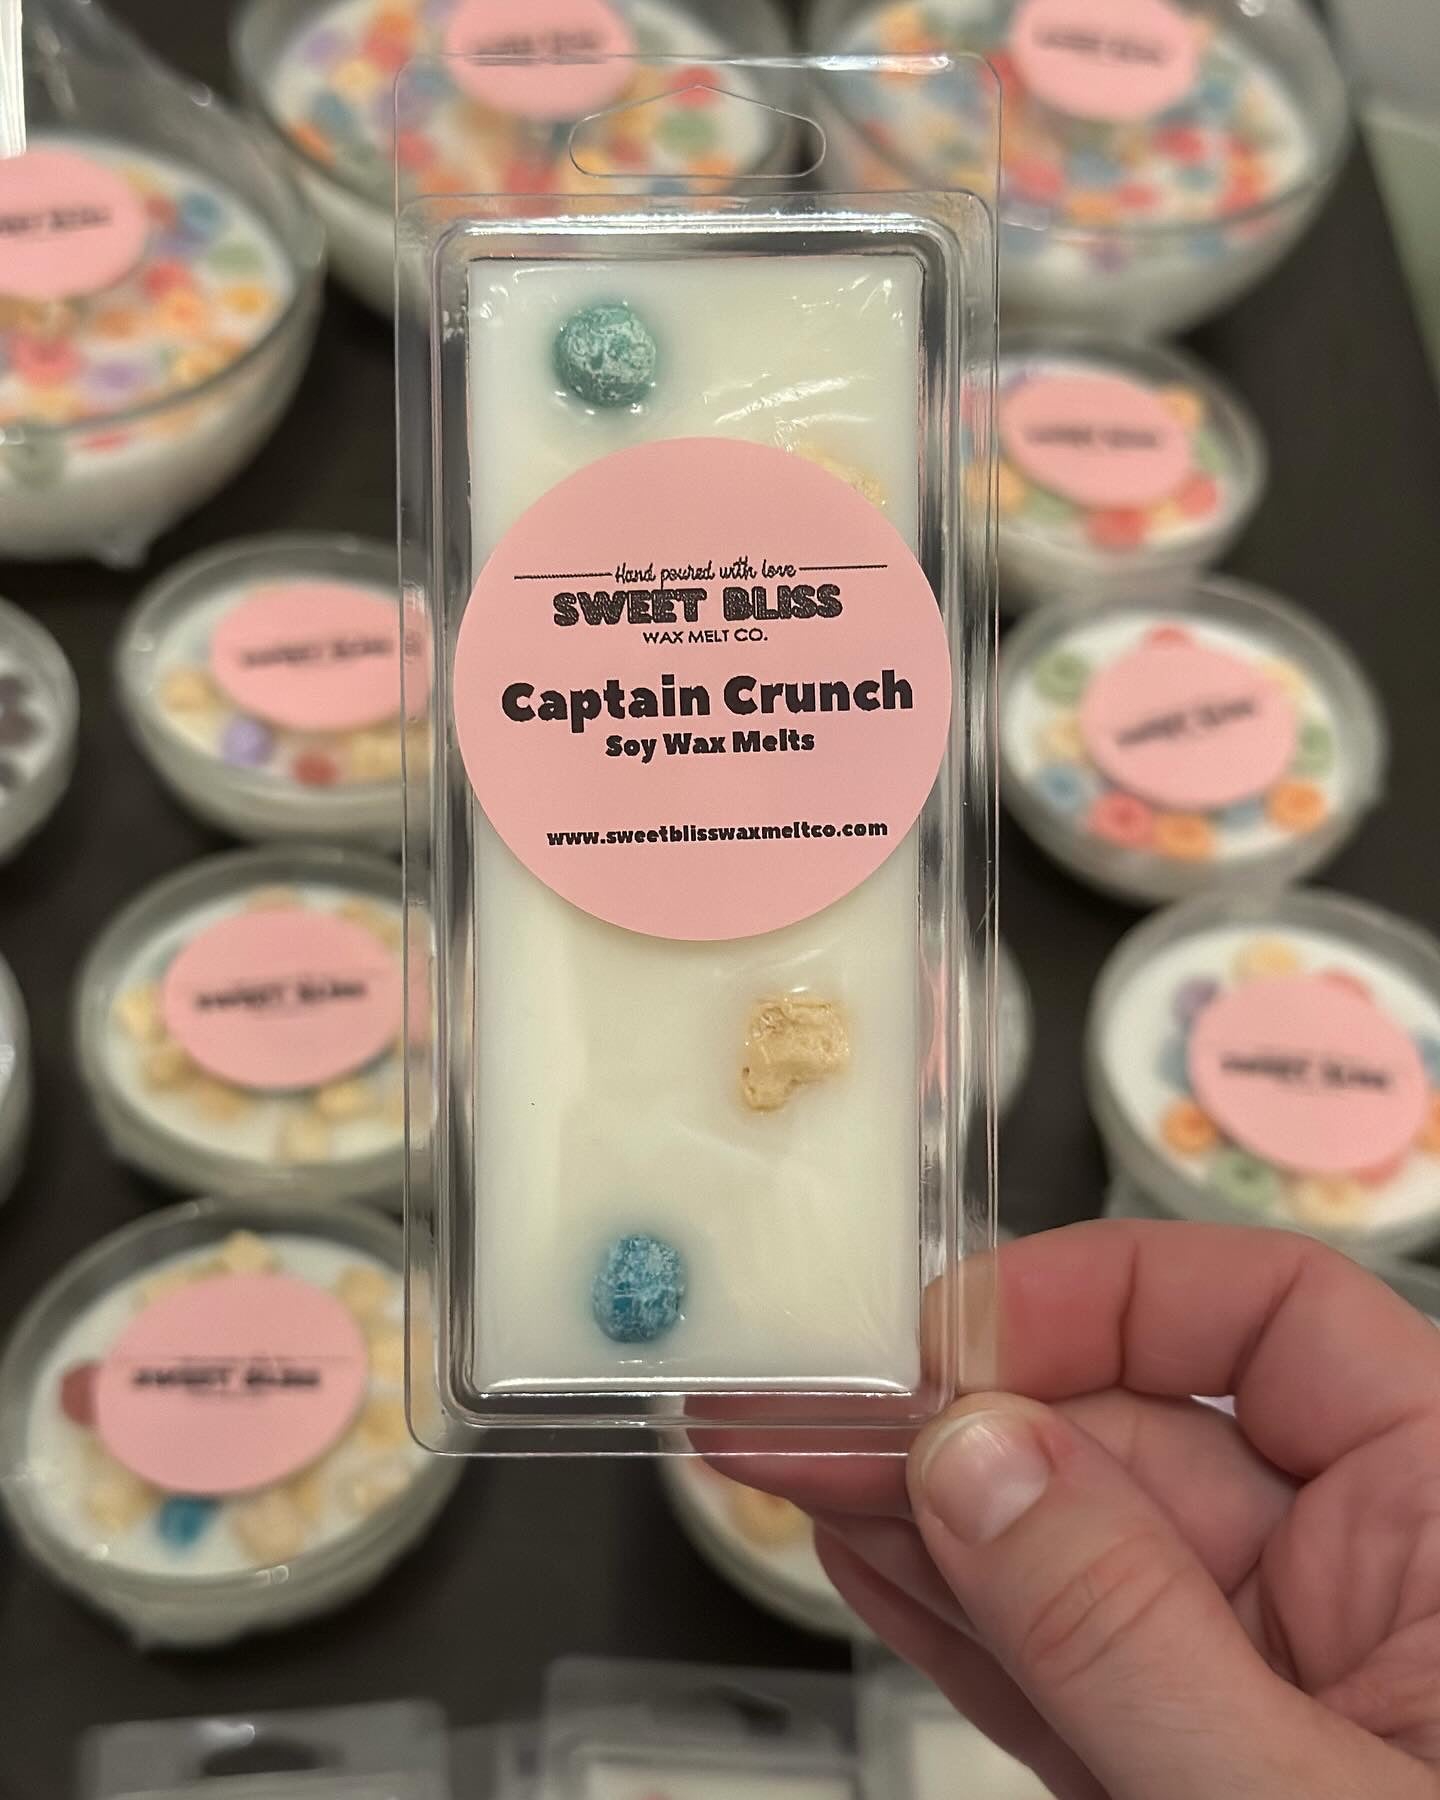 Hand poured with love
SWEET BLISS
WAX MELT CO.
Captain Crunch
Soy Wax Melts
www.sweetblisswaxmeltco.com